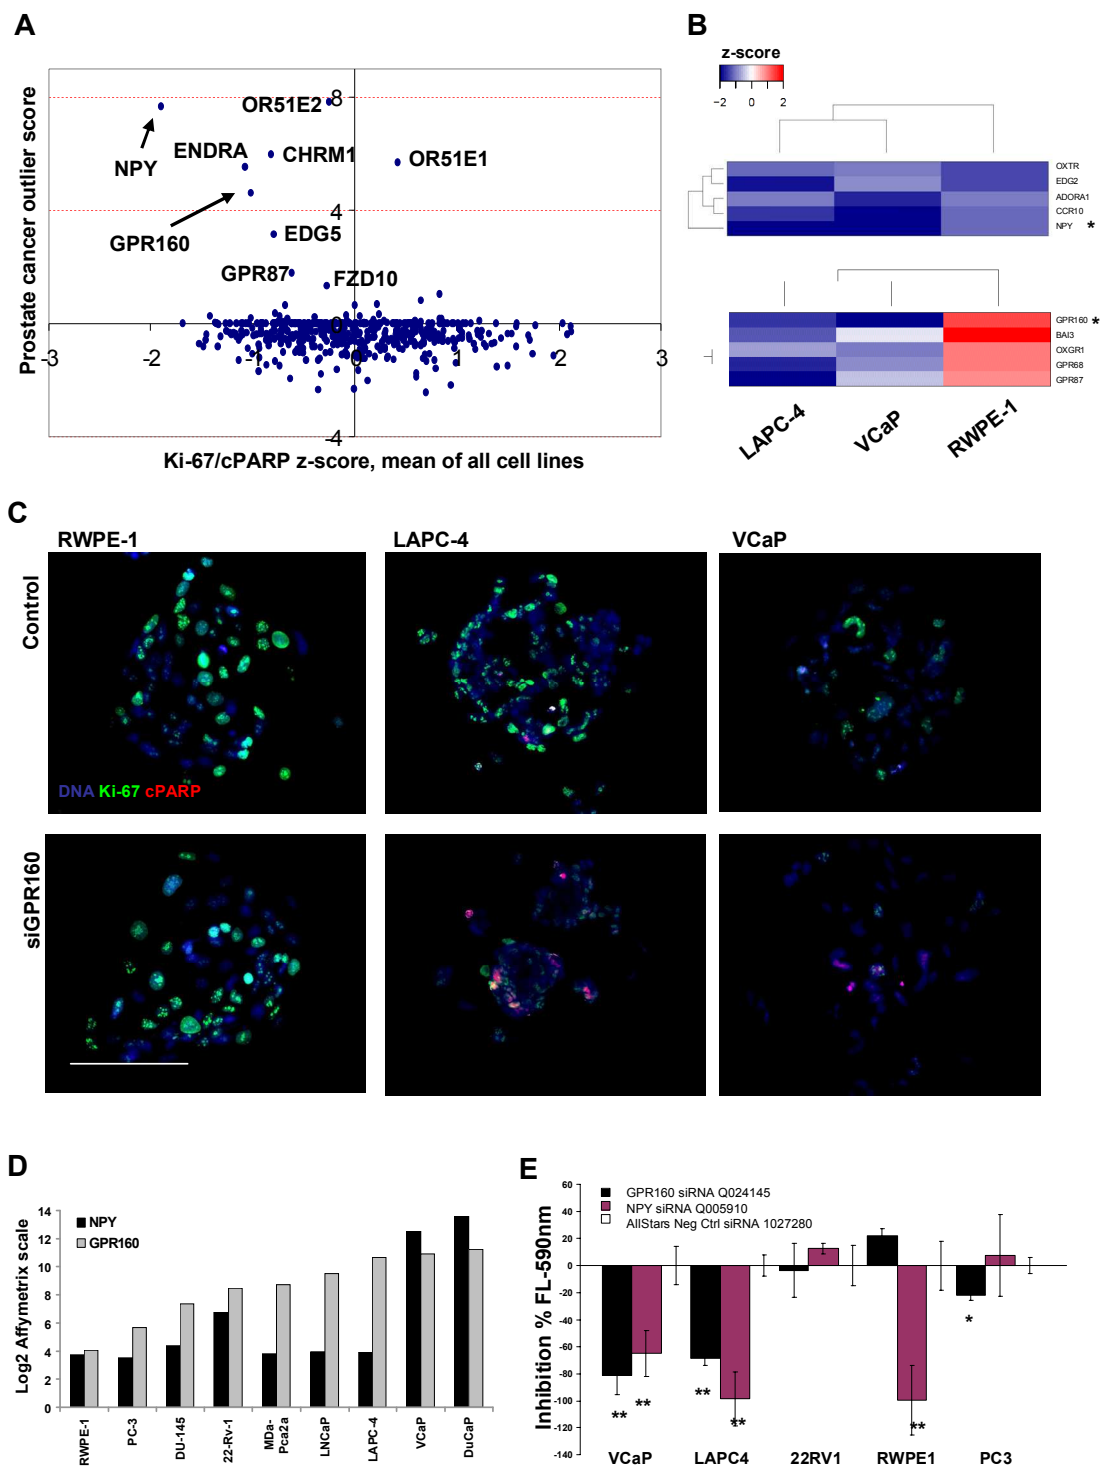 A
Prostate cancer outlier score
8
4
0
-4
-3
-2
-1
0
1
2
3
OR51E2
NPY
ENDRA
CHRM1
OR51E1
GPR160
EDG5
GPR87
FZD10
Ki-67/cPARP z-score, mean of all cell lines
B
z-score
-2 0 2
OXTR
EDG2
ADORA1
CCR10
NPY *
GPR160 *
BAI3
OXGR1
GPR68
GPR87
LAPC-4
VCaP
RWPE-1
C
RWPE-1
LAPC-4
VCaP
Control
DNA Ki-67 cPARP
siGPR160
D
Log2 Affymetrix scale
14
12
10
8
6
4
2
0
NPY
GPR160
RWPE-1
PC-3
DU-145
22-Rv-1
MDa-
Pca2a
LNCaP
LAPC-4
VCaP
DuCaP
E
Inhibition % FL-590nm
60
40
20
0
-20
-40
-60
-80
-100
-120
-140
GPR160 siRNA Q024145
NPY siRNA Q005910
AllStars Neg Ctrl siRNA 1027280
**
**
**
**
**
*
VCaP
LAPC4
22RV1
RWPE1
PC3